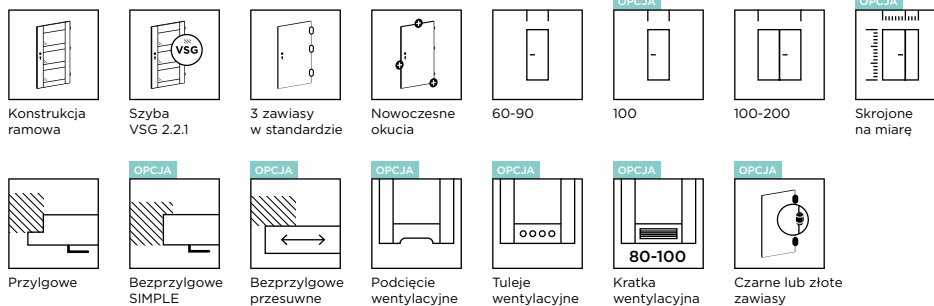 OPCJA
OPCJA
VSG
Konstrukcja
ramowa
Szyba
VSG 2.2.1
3 zawiasy
w standardzie
Nowoczesne
okucia
60-90
100
100-200
Skrojone
na miarę
OPCJA
OPCJA
OPCJA
OPCJA
OPCJA
OPCJA
80-100
Przylgowe
Bezprzylgowe
SIMPLE
Bezprzylgowe
przesuwne
Podcięcie
wentylacyjne
Tuleje
wentylacyjne
Kratka
wentylacyjna
Czarne lub złote
zawiasy